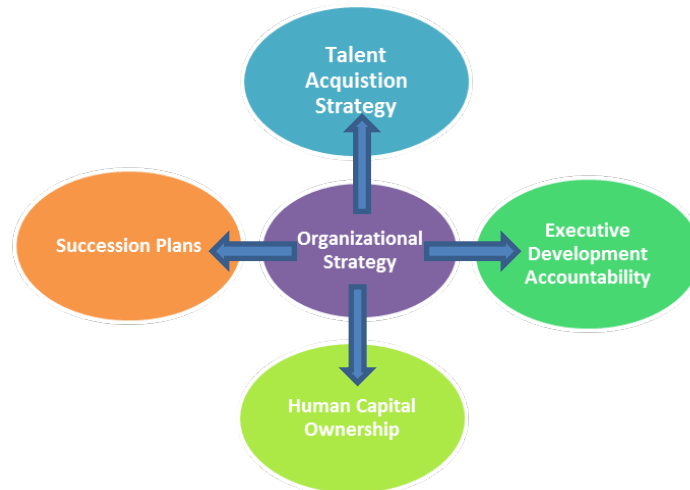 Talent
Acquistion
Strategy
Succession Plans
Organizational
Strategy
Executive
Development
Accountability
Human Capital
Ownership